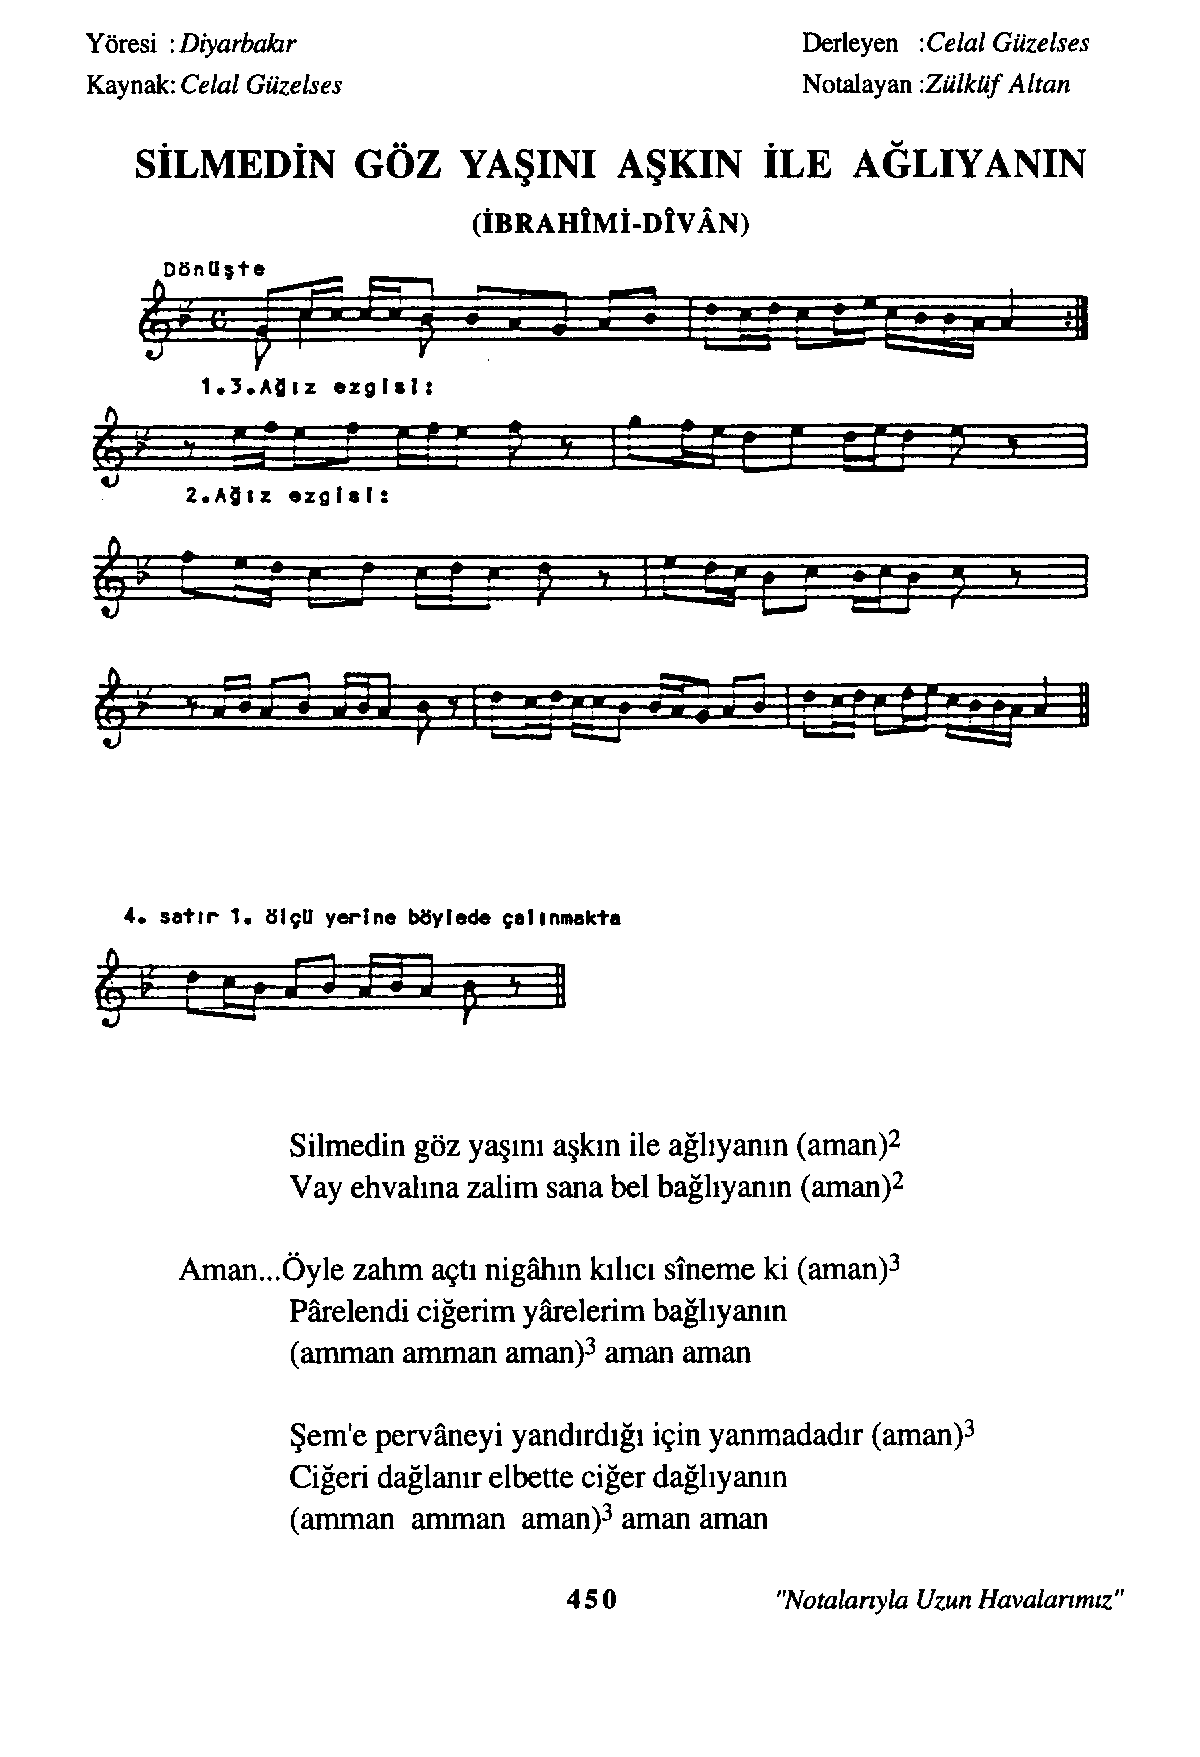 Yöresi : Diyarbakır
Derleyen : Celal Güzelses
Kaynak: Celal Güzelses
Notalayan : Zülküf Altan
SİLMEDİN GÖZ YAŞINI AŞKIN İLE AĞLIYANIN
(İBRAHÎMİ-DÎVÂN)
Dönüşte
1.3.Ağız ezgisi:
2.Ağız ezgisi:
4. satır 1. ölçü yerine böylede çalınmakta
Silmedin göz yaşını aşkın ile ağlıyanın (aman)2
Vay ehvalına zalim sana bel bağlıyanın (aman)2
Aman...Öyle zahm açtı nigâhın kılıcı sîneme ki (aman)3
Pârelendi ciğerim yârelerim bağlıyanın
(amman amman aman)3 aman aman
Şem'e pervâneyi yandırdığı için yanmadadır (aman)3
Ciğeri dağlanır elbette ciğer dağlıyanın
(amman amman aman)3 aman aman
450
"Notalarıyla Uzun Havalarımız"